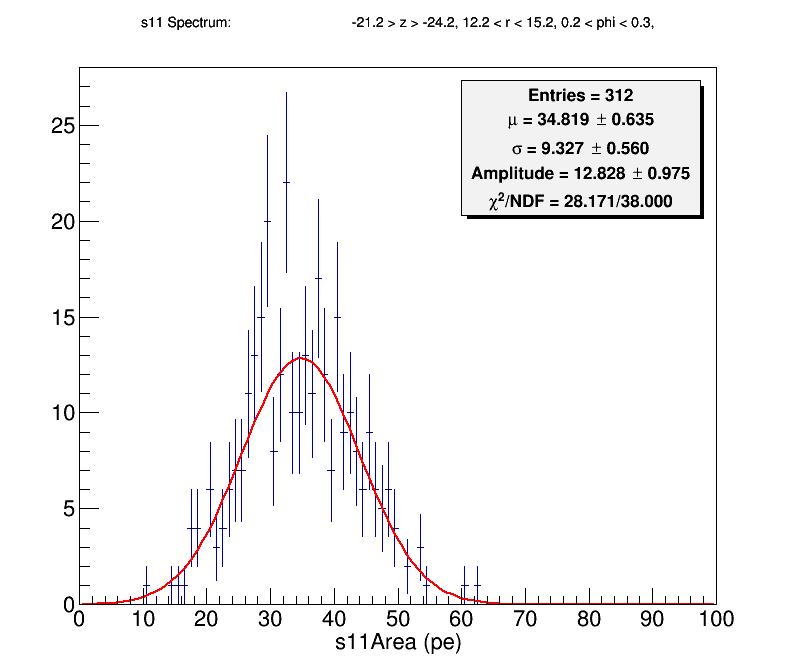 s11 Spectrum: -21.2 > z > -24.2, 12.2 < r < 15.2, 0.2 < phi < 0.3,
Entries = 312
μ = 34.819 ± 0.635
σ = 9.327 ± 0.560
Amplitude = 12.828 ± 0.975
χ²/NDF = 28.171/38.000
25
20
15
10
5
0
0 10 20 30 40 50 60 70 80 90 100
s11Area (pe)